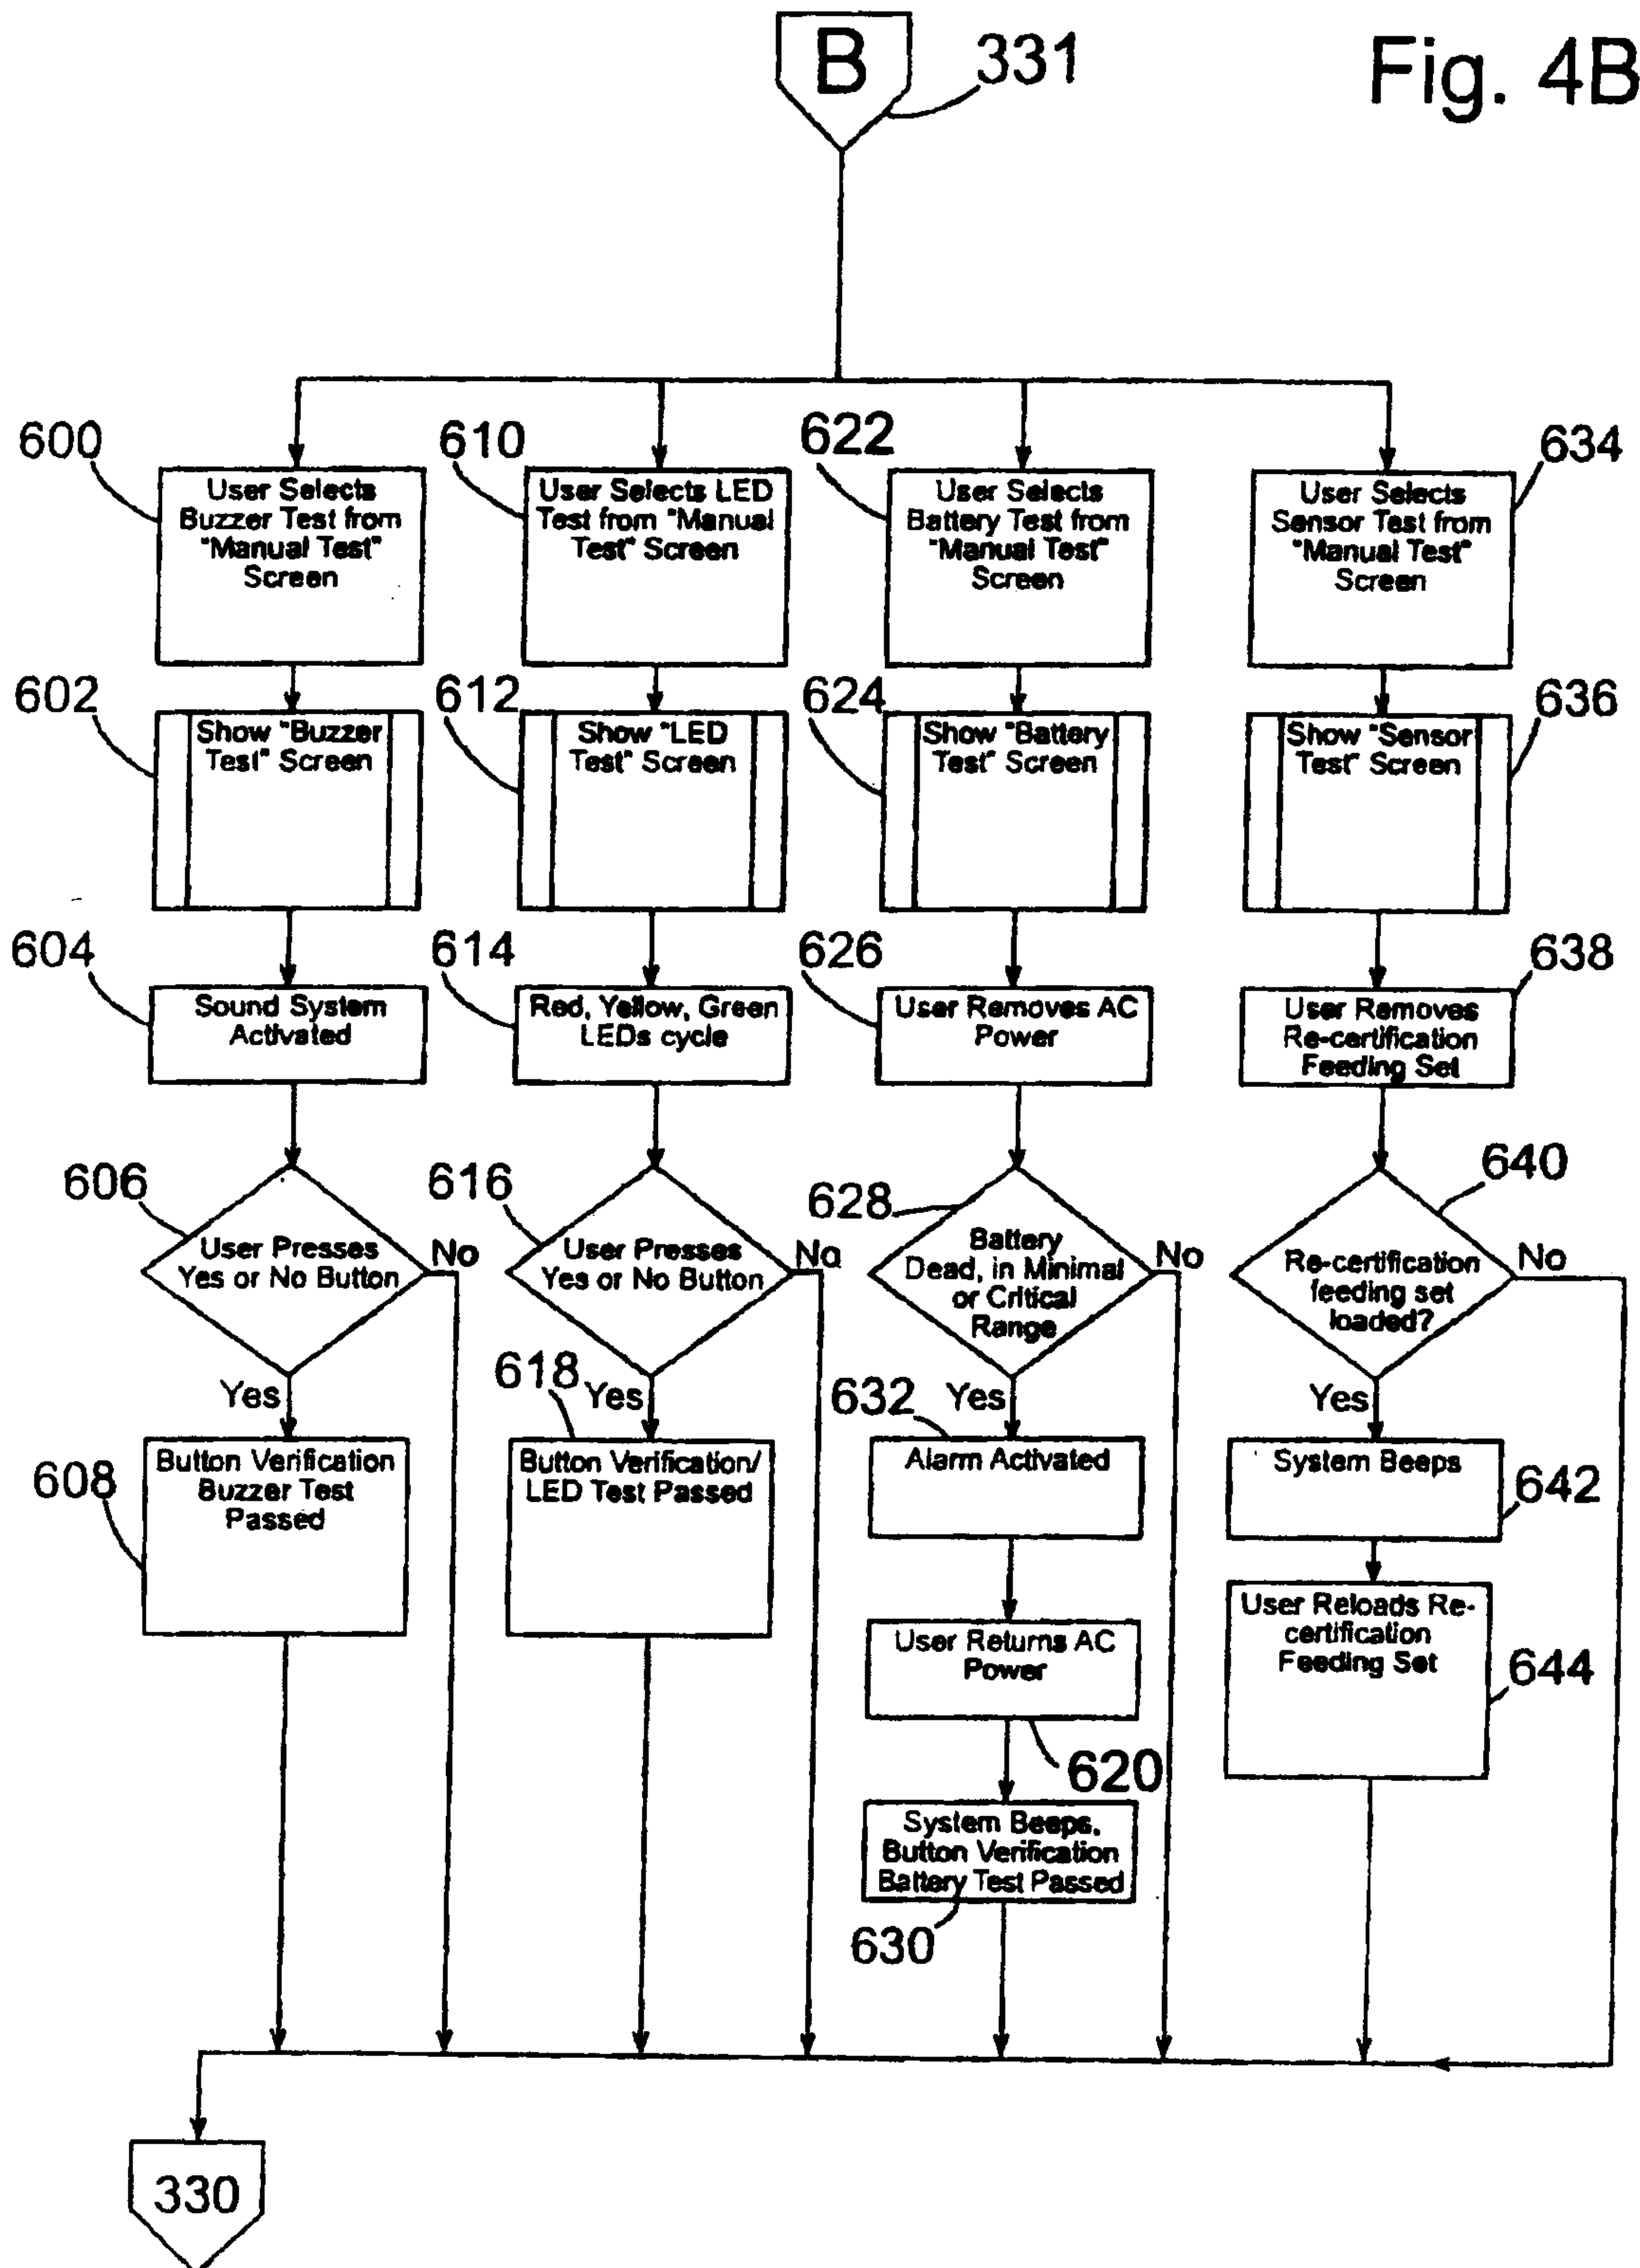 B
331
Fig. 4B
600
User Selects
Buzzer Test from
"Manual Test"
Screen
610
User Selects LED
Test from "Manual
Test" Screen
622
User Selects
Battery Test from
"Manual Test"
Screen
634
User Selects
Sensor Test from
"Manual Test"
Screen
602
Show "Buzzer
Test" Screen
612
Show "LED
Test" Screen
624
Show "Battery
Test" Screen
636
Show "Sensor
Test" Screen
604
Sound System
Activated
614
Red, Yellow, Green
LEDs cycle
626
User Removes AC
Power
638
User Removes
Re-certification
Feeding Set
606
User Presses
Yes or No Button
No
Yes
616
User Presses
Yes or No Button
No
Yes
628
Battery
Dead, in Minimal
or Critical
Range
No
Yes
640
Re-certification
feeding set
loaded?
No
Yes
608
Button Verification
Buzzer Test
Passed
618
Button Verification/
LED Test Passed
632
Alarm Activated
642
System Beeps
User Returns AC
Power
620
644
User Reloads Re-
certification
Feeding Set
System Beeps,
Button Verification
Battery Test Passed
630
330